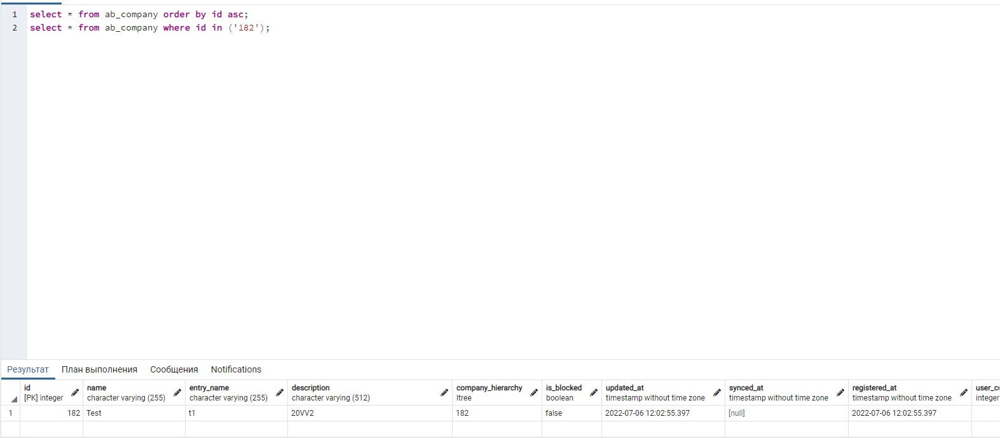 1 select * from ab_company order by id asc;
2 select * from ab_company where id in ('182');
Результат План выполнения Сообщения Notifications
id name entry_name description company_hierarchy is_blocked updated_at synced_at registered_at
[PK] integer character varying (255) character varying (255) character varying (512) ltree boolean timestamp without time zone timestamp without time zone timestamp without time zone integer
1 182 Test t1 20VV2 182 false 2022-07-06 12:02:55.397 [null] 2022-07-06 12:02:55.397